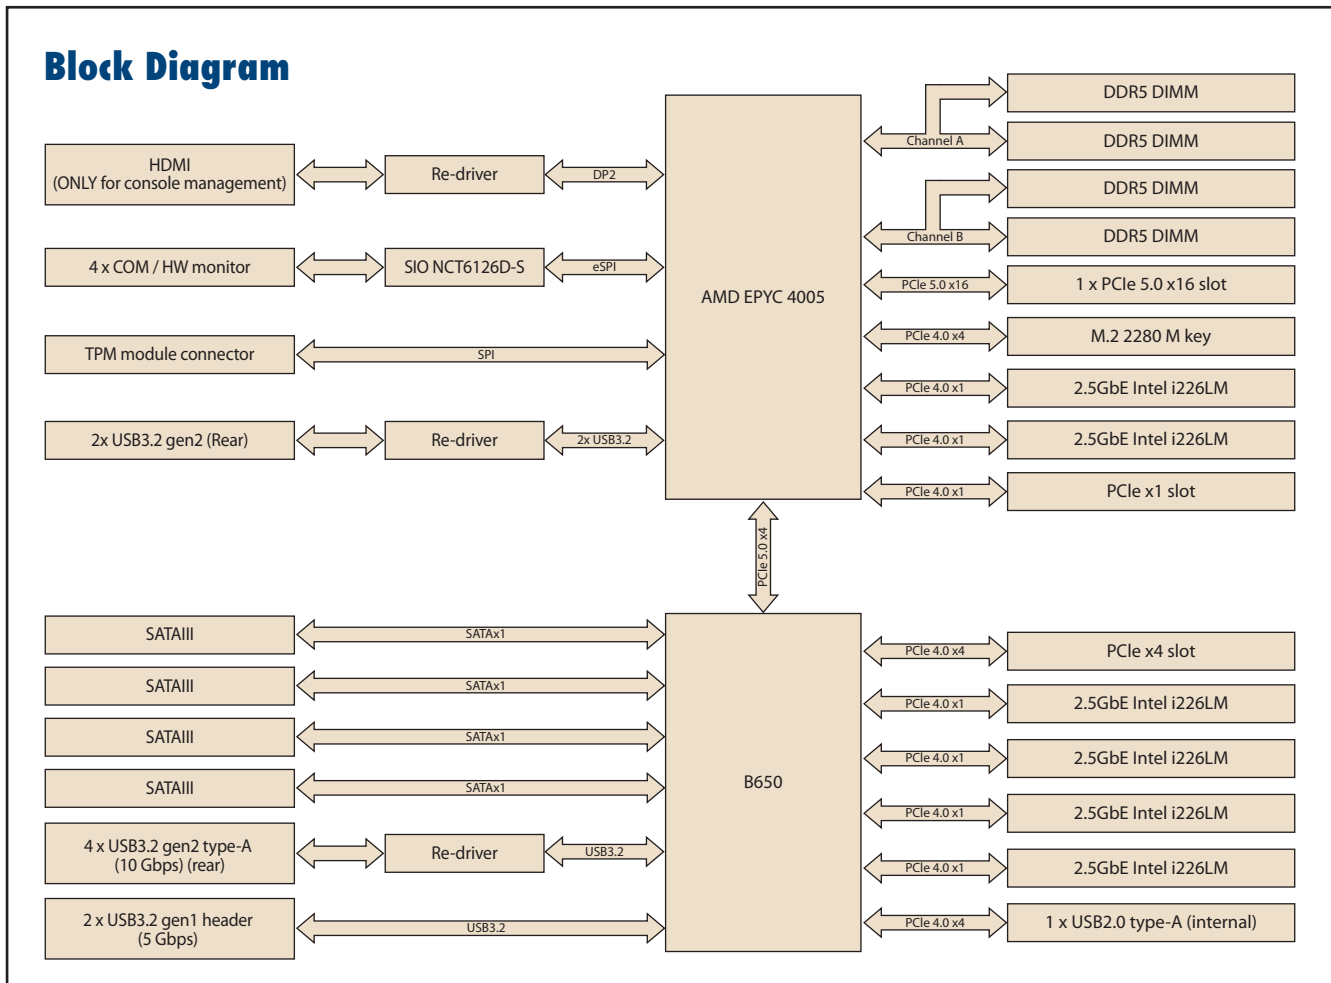 Block Diagram
HDMI
(ONLY for console management)
Re-driver
DP2
4 x COM / HW monitor
SIO NCT6126D-S
eSPI
TPM module connector
SPI
2x USB3.2 gen2 (Rear)
Re-driver
2x USB3.2
AMD EPYC 4005
Channel A
DDR5 DIMM
DDR5 DIMM
Channel B
DDR5 DIMM
DDR5 DIMM
PCIe 5.0 x16
1 x PCIe 5.0 x16 slot
PCIe 4.0 x4
M.2 2280 M key
PCIe 4.0 x1
2.5GbE Intel i226LM
PCIe 4.0 x1
2.5GbE Intel i226LM
PCIe 4.0 x1
PCIe x1 slot
PCIe 5.0 x4
SATAIII
SATAx1
SATAIII
SATAx1
SATAIII
SATAx1
SATAIII
SATAx1
4 x USB3.2 gen2 type-A
(10 Gbps) (rear)
Re-driver
USB3.2
2 x USB3.2 gen1 header
(5 Gbps)
USB3.2
B650
PCIe 4.0 x4
PCIe x4 slot
PCIe 4.0 x1
2.5GbE Intel i226LM
PCIe 4.0 x1
2.5GbE Intel i226LM
PCIe 4.0 x1
2.5GbE Intel i226LM
PCIe 4.0 x1
2.5GbE Intel i226LM
PCIe 4.0 x4
1 x USB2.0 type-A (internal)